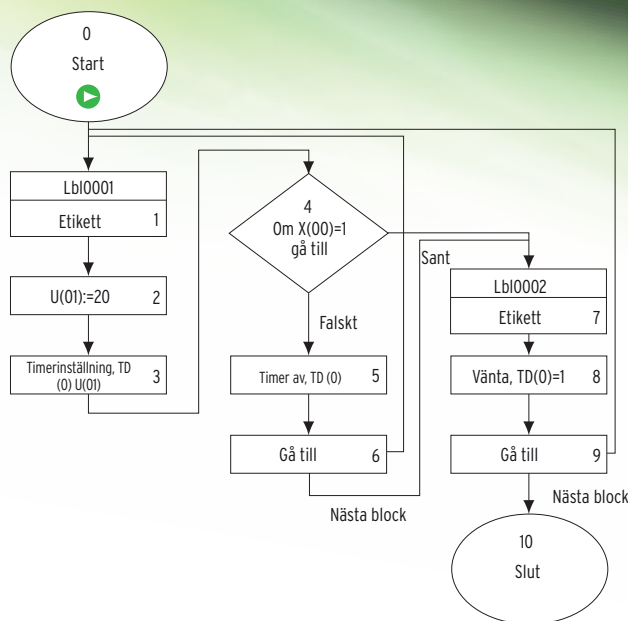 0
Start
Lbl0001
Etikett 1
U(01):=20 2
Timerinställning, TD
(0) U(01) 3
4
Om X(00)=1
gå till
Sant
Falskt
Timer av, TD (0) 5
Gå till 6
Nästa block
Lbl0002
Etikett 7
Vänta, TD(0)=1 8
Gå till 9
Nästa block
10
Slut